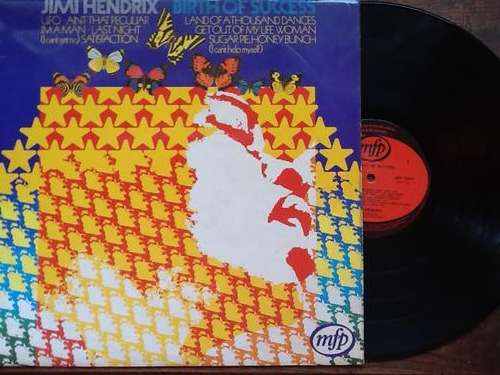 JIMI HENDRIX BIRTH OF SUCCESS
UFO · AIN'T THAT PECULIAR
I'M A MAN · LAST NIGHT
(I can't get no) SATISFACTION
LAND OF A THOUSAND DANCES
GET OUT OF MY LIFE WOMAN
SUGAR PIE, HONEY BUNCH
(I can't help myself)
mfp
mfp